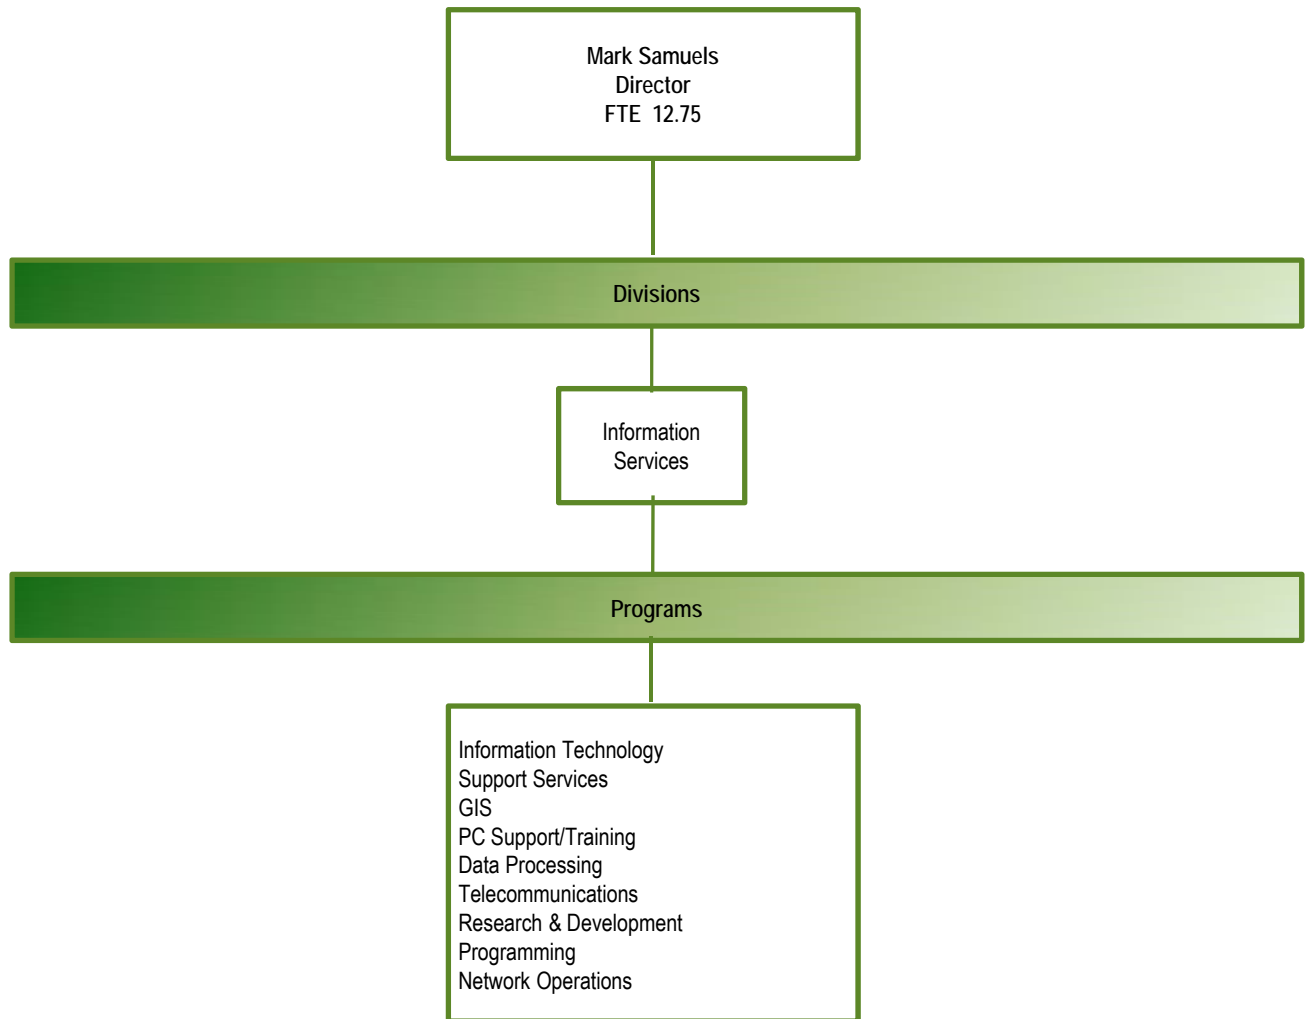 Mark Samuels
Director
FTE 12.75
Divisions
Information
Services
Programs
Information Technology
Support Services
GIS
PC Support/Training
Data Processing
Telecommunications
Research & Development
Programming
Network Operations